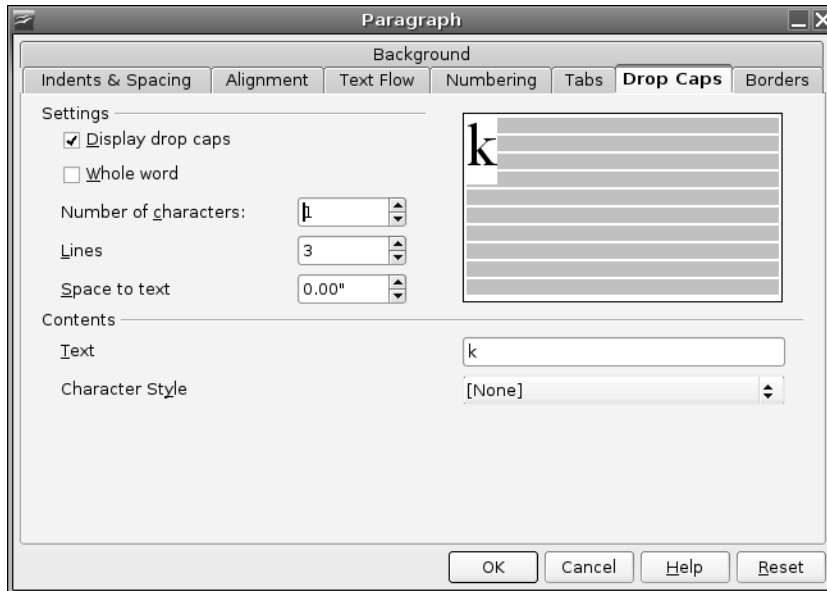 Paragraph
Background
Indents & Spacing Alignment Text Flow Numbering Tabs Drop Caps Borders
Settings
Display drop caps
Whole word
Number of characters: 1
Lines 3
Space to text 0.00"
k
Contents
Text k
Character Style [None]
OK Cancel Help Reset